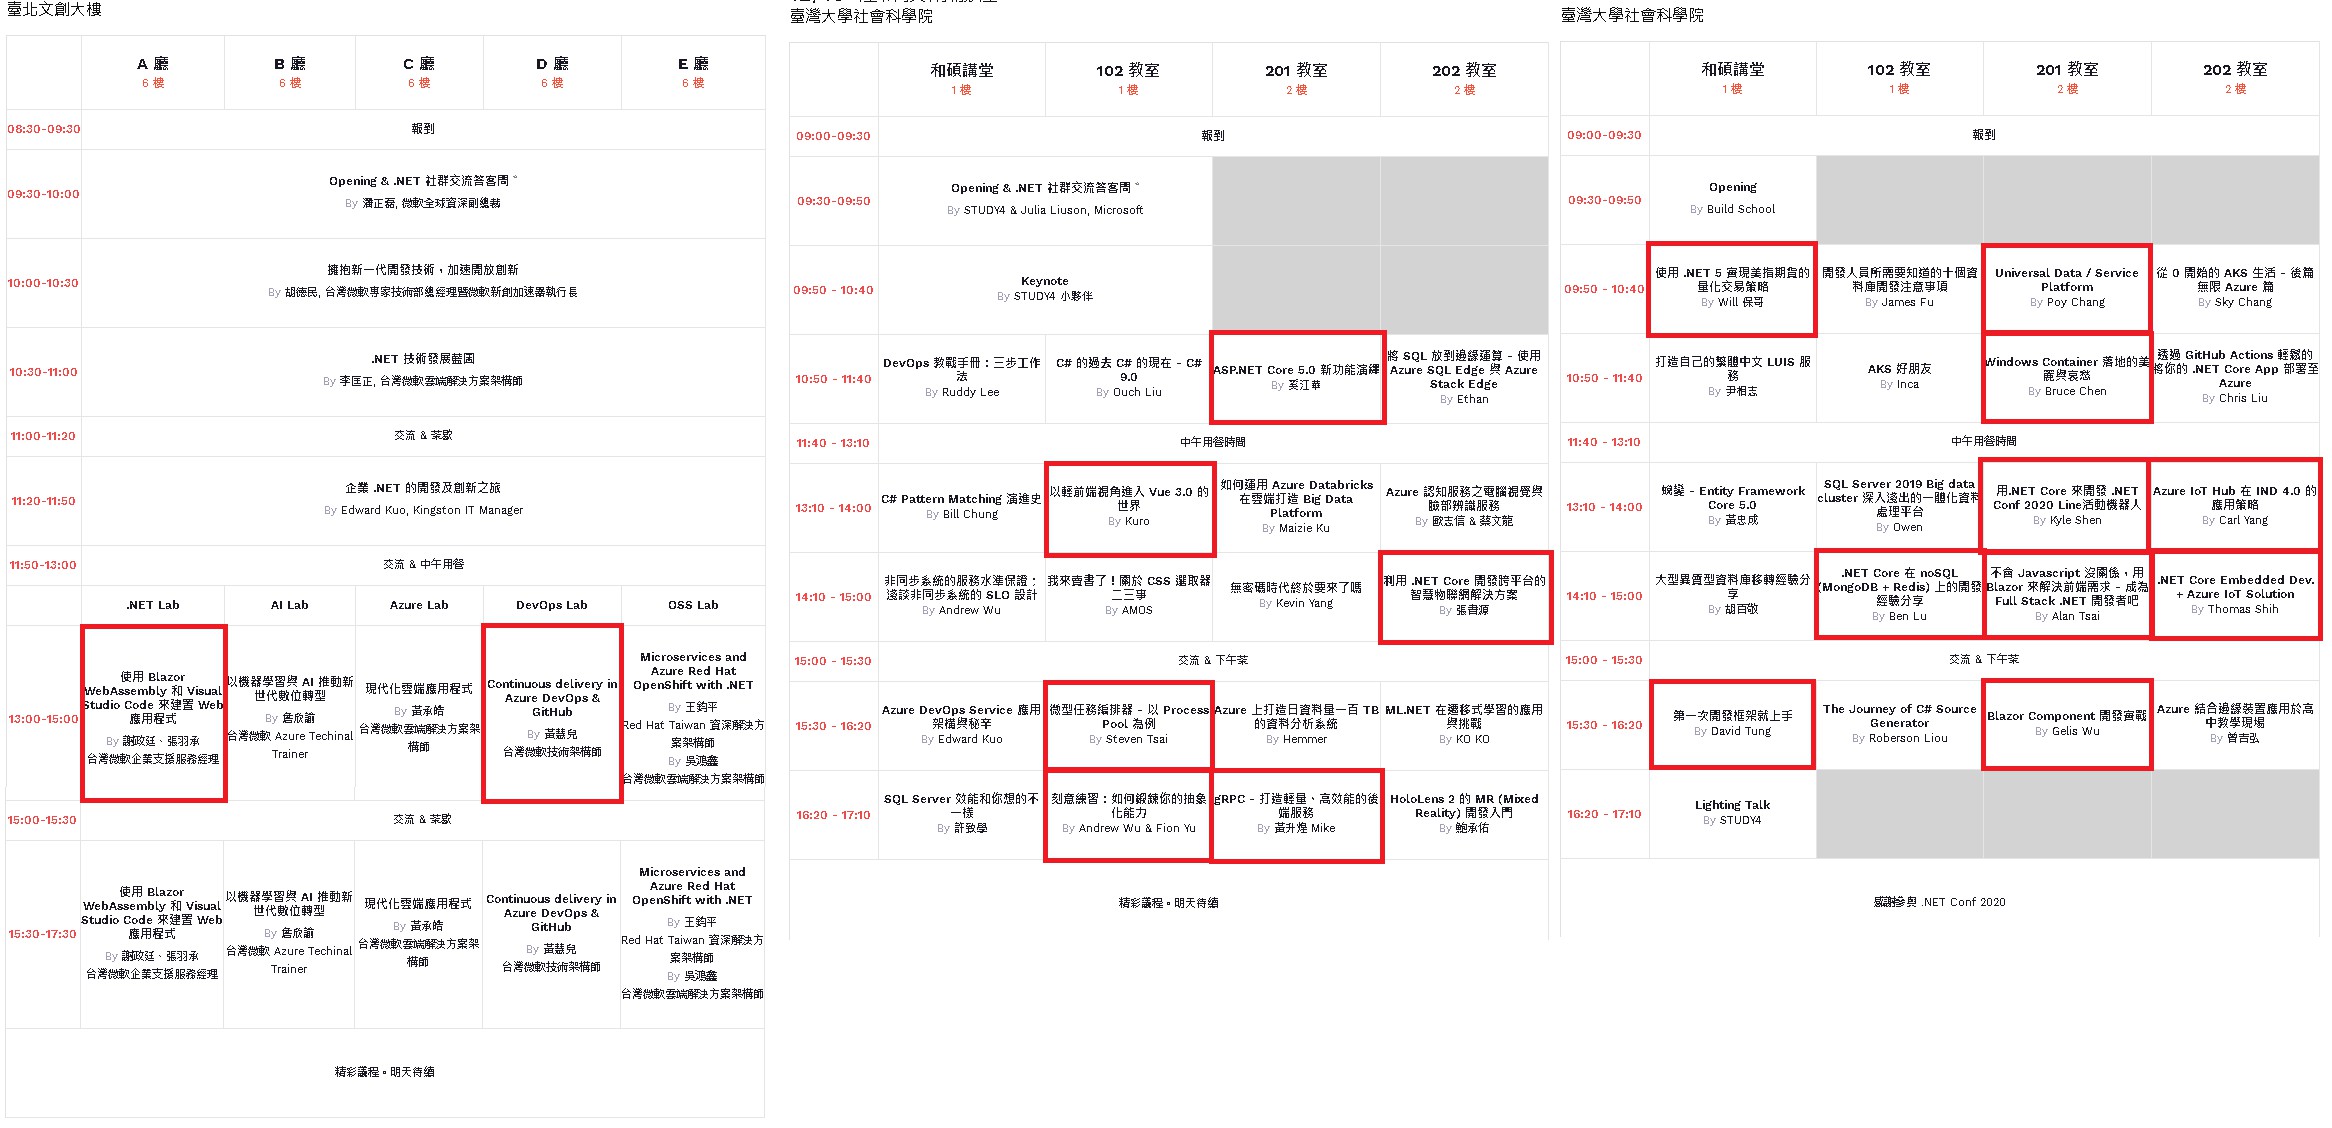 臺北文創大樓
A 廳
6 樓
B 廳
6 樓
C 廳
6 樓
D 廳
6 樓
E 廳
6 樓
08:30-09:30
報到
09:30-10:00
Opening & .NET 社群交流答客問 *
By 潘正磊, 微軟全球資深副總裁
10:00-10:30
擁抱新一代開發技術，加速開放創新
By 胡德民, 台灣微軟專家技術部總經理暨微軟新創加速器執行長
10:30-11:00
.NET 技術發展藍圖
By 李匡正, 台灣微軟雲端解決方案架構師
11:00-11:20
交流 & 茶歇
11:20-11:50
企業 .NET 的開發及創新之旅
By Edward Kuo, Kingston IT Manager
11:50-13:00
交流 & 中午用餐
.NET Lab
AI Lab
Azure Lab
DevOps Lab
OSS Lab
13:00-15:00
使用 Blazor
WebAssembly 和 Visual
Studio Code 來建置 Web
應用程式
By 謝政廷、張羽承
台灣微軟企業支援服務經理
以機器學習與 AI 推動新
世代數位轉型
By 詹欣諭
台灣微軟 Azure Techinal
Trainer
現代化雲端應用程式
By 黃承皓
台灣微軟雲端解決方案架
構師
Continuous delivery in
Azure DevOps &
GitHub
By 黃慧兒
台灣微軟技術架構師
Microservices and
Azure Red Hat
OpenShift with .NET
By 王鈞平
Red Hat Taiwan 資深解決方
案架構師
By 吳鴻鑫
台灣微軟雲端解決方案架構師
15:00-15:30
交流 & 茶歇
15:30-17:30
使用 Blazor
WebAssembly 和 Visual
Studio Code 來建置 Web
應用程式
By 謝政廷、張羽承
台灣微軟企業支援服務經理
以機器學習與 AI 推動新
世代數位轉型
By 詹欣諭
台灣微軟 Azure Techinal
Trainer
現代化雲端應用程式
By 黃承皓
台灣微軟雲端解決方案架
構師
Continuous delivery in
Azure DevOps &
GitHub
By 黃慧兒
台灣微軟技術架構師
Microservices and
Azure Red Hat
OpenShift with .NET
By 王鈞平
Red Hat Taiwan 資深解決方
案架構師
By 吳鴻鑫
台灣微軟雲端解決方案架構師
精彩議程。明天待續
臺灣大學社會科學院
和碩講堂
1 樓
102 教室
1 樓
201 教室
2 樓
202 教室
2 樓
09:00-09:30
報到
09:30-09:50
Opening & .NET 社群交流答客問 *
By STUDY4 & Julia Liuson, Microsoft
09:50 - 10:40
Keynote
By STUDY4 小夥伴
10:50 - 11:40
DevOps 教戰手冊：三步工作
法
By Ruddy Lee
C# 的過去 C# 的現在 - C#
9.0
By Ouch Liu
ASP.NET Core 5.0 新功能演繹
By 奚江華
將 SQL 放到邊緣運算 - 使用
Azure SQL Edge 與 Azure
Stack Edge
By Ethan
11:40 - 13:10
中午用餐時間
13:10 - 14:00
C# Pattern Matching 演進史
By Bill Chung
以輕前端視角進入 Vue 3.0 的
世界
By Kuro
如何運用 Azure Databricks
在雲端打造 Big Data
Platform
By Maizie Ku
Azure 認知服務之電腦視覺與
臉部辨識服務
By 歐志信 & 蔡文龍
14:10 - 15:00
非同步系統的服務水準保證：
淺談非同步系統的 SLO 設計
By Andrew Wu
我來賣書了！關於 CSS 選取器
二三事
By AMOS
無密碼時代終於要來了嗎
By Kevin Yang
利用 .NET Core 開發跨平台的
智慧物聯網解決方案
By 張書源
15:00 - 15:30
交流 & 下午茶
15:30 - 16:20
Azure DevOps Service 應用
架構與秘辛
By Edward Kuo
微型任務編排器 - 以 Process
Pool 為例
By Steven Tsai
Azure 上打造日資料量一百 TB
的資料分析系統
By Hemmer
ML.NET 在遷移式學習的應用
與挑戰
By KO KO
16:20 - 17:10
SQL Server 效能和你想的不
一樣
By 許致學
刻意練習：如何鍛鍊你的抽象
化能力
By Andrew Wu & Fion Yu
gRPC - 打造輕量、高效能的後
端服務
By 黃升煌 Mike
HoloLens 2 的 MR (Mixed
Reality) 開發入門
By 鮑承佑
精彩議程。明天待續
臺灣大學社會科學院
和碩講堂
1 樓
102 教室
1 樓
201 教室
2 樓
202 教室
2 樓
09:00-09:30
報到
09:30-09:50
Opening
By Build School
09:50 - 10:40
使用 .NET 5 實現美指期貨的
量化交易策略
By Will 保哥
開發人員所需要知道的十個資
料庫開發注意事項
By James Fu
Universal Data / Service
Platform
By Poy Chang
從 0 開始的 AKS 生活 - 後篇
無限 Azure 篇
By Sky Chang
10:50 - 11:40
打造自己的繁體中文 LUIS 服
務
By 尹相志
AKS 好朋友
By Inca
Windows Container 落地的美
麗與哀愁
By Bruce Chen
透過 GitHub Actions 輕鬆的
將你的 .NET Core App 部署至
Azure
By Chris Liu
11:40 - 13:10
中午用餐時間
13:10 - 14:00
蛻變 - Entity Framework
Core 5.0
By 黃忠成
SQL Server 2019 Big data
cluster 深入淺出的一體化資料
處理平台
By Owen
用.NET Core 來開發 .NET
Conf 2020 Line活動機器人
By Kyle Shen
Azure IoT Hub 在 IND 4.0 的
應用策略
By Carl Yang
14:10 - 15:00
大型異質型資料庫移轉經驗分
享
By 胡百敬
.NET Core 在 noSQL
(MongoDB + Redis) 上的開發
經驗分享
By Ben Lu
不會 Javascript 沒關係，用
Blazor 來解決前端需求 - 成為
Full Stack .NET 開發者吧
By Alan Tsai
.NET Core Embedded Dev.
+ Azure IoT Solution
By Thomas Shih
15:00 - 15:30
交流 & 下午茶
15:30 - 16:20
第一次開發框架就上手
By David Tung
The Journey of C# Source
Generator
By Roberson Liou
Blazor Component 開發實戰
By Gelis Wu
Azure 結合邊緣裝置應用於高
中教學現場
By 曾吉弘
16:20 - 17:10
Lighting Talk
By STUDY4
感謝參與 .NET Conf 2020